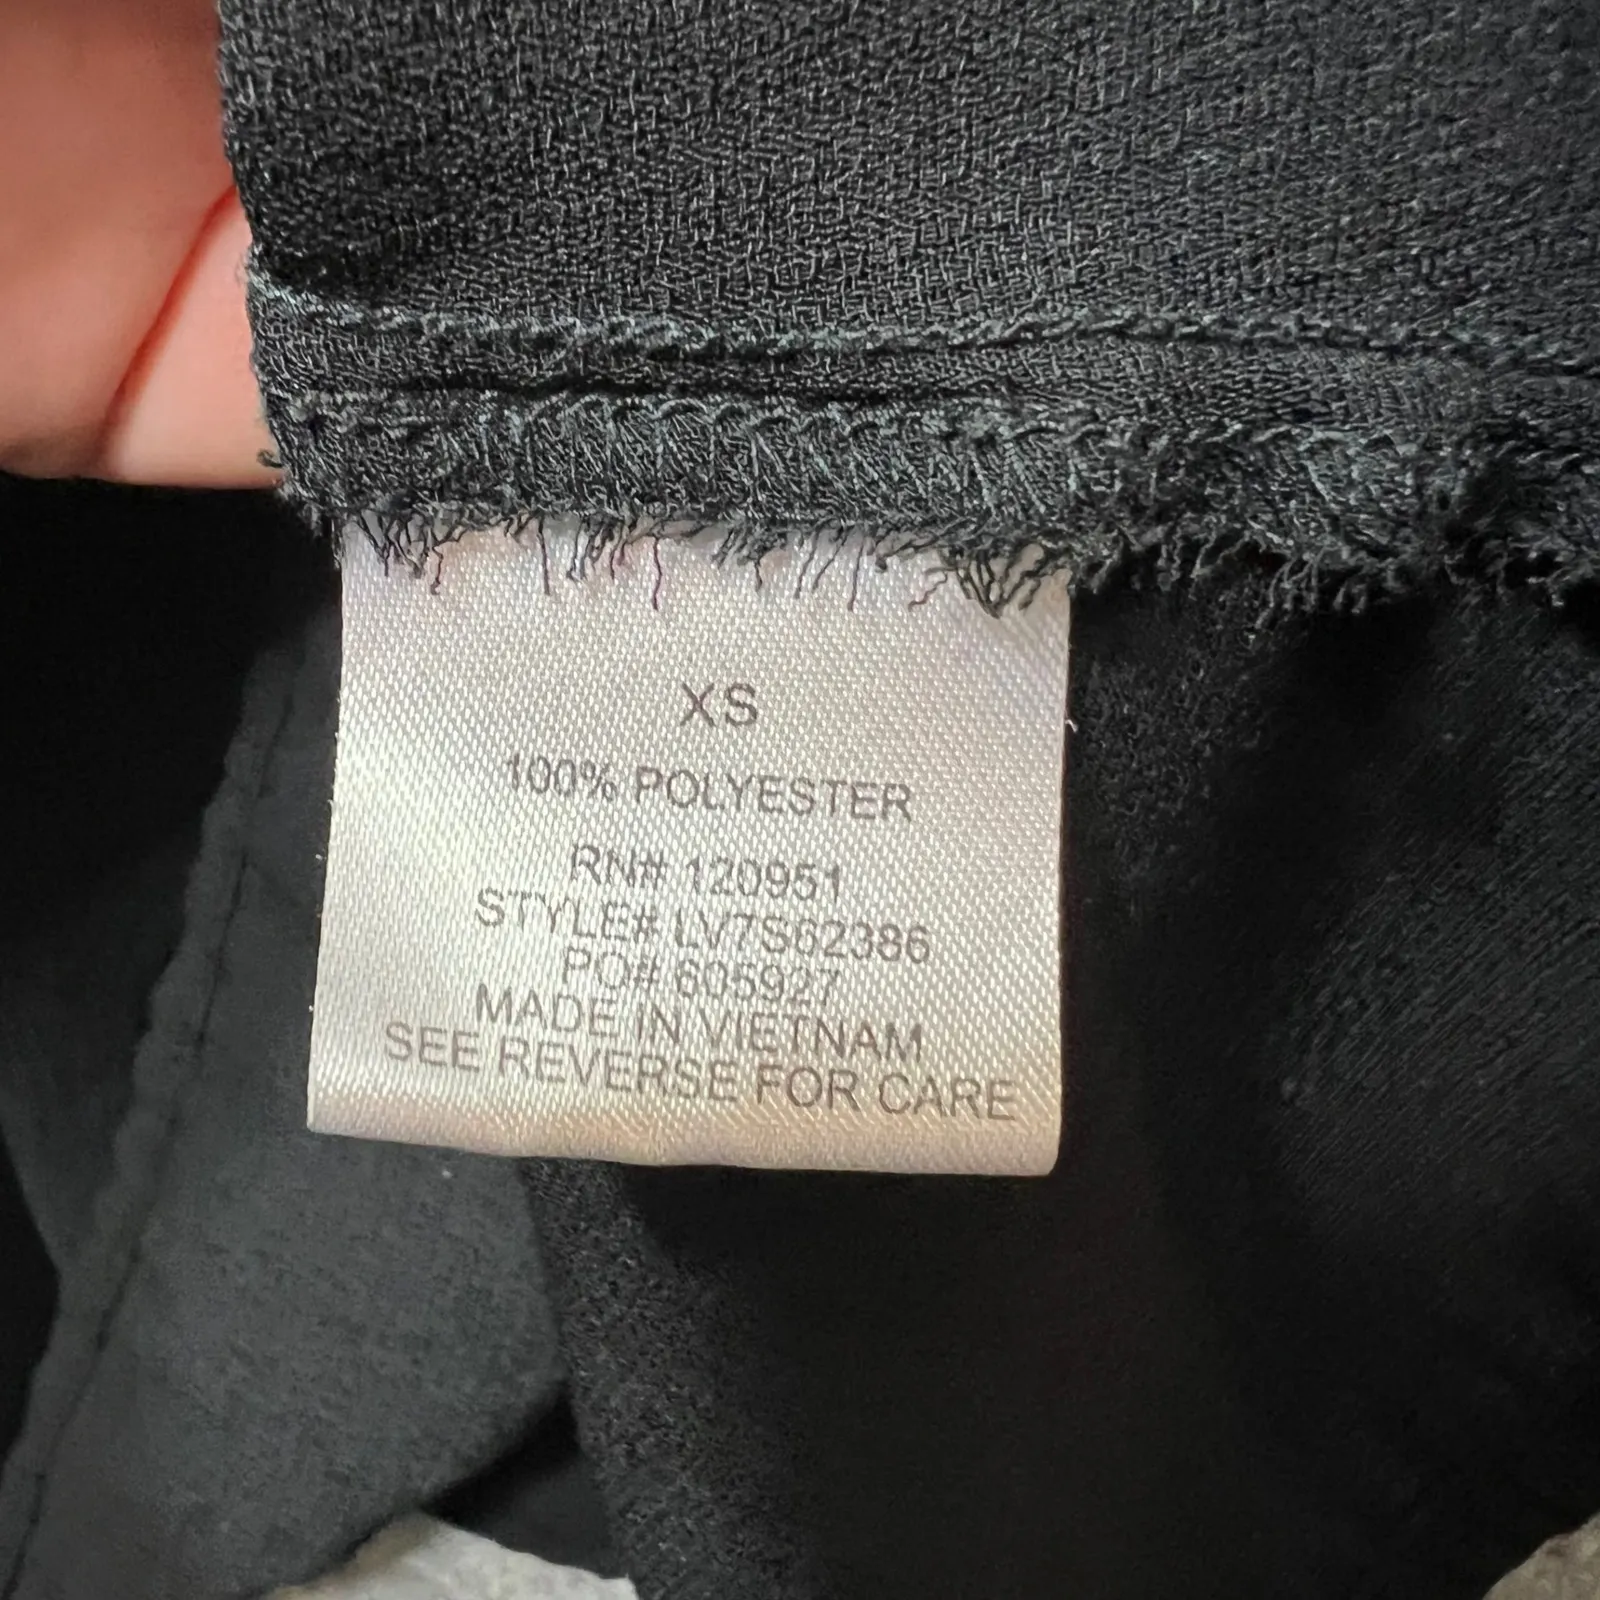 XS
100% POLYESTER
RN# 120951
STYLE# LV7S62386
PO# 605927
MADE IN VIETNAM
SEE REVERSE FOR CARE